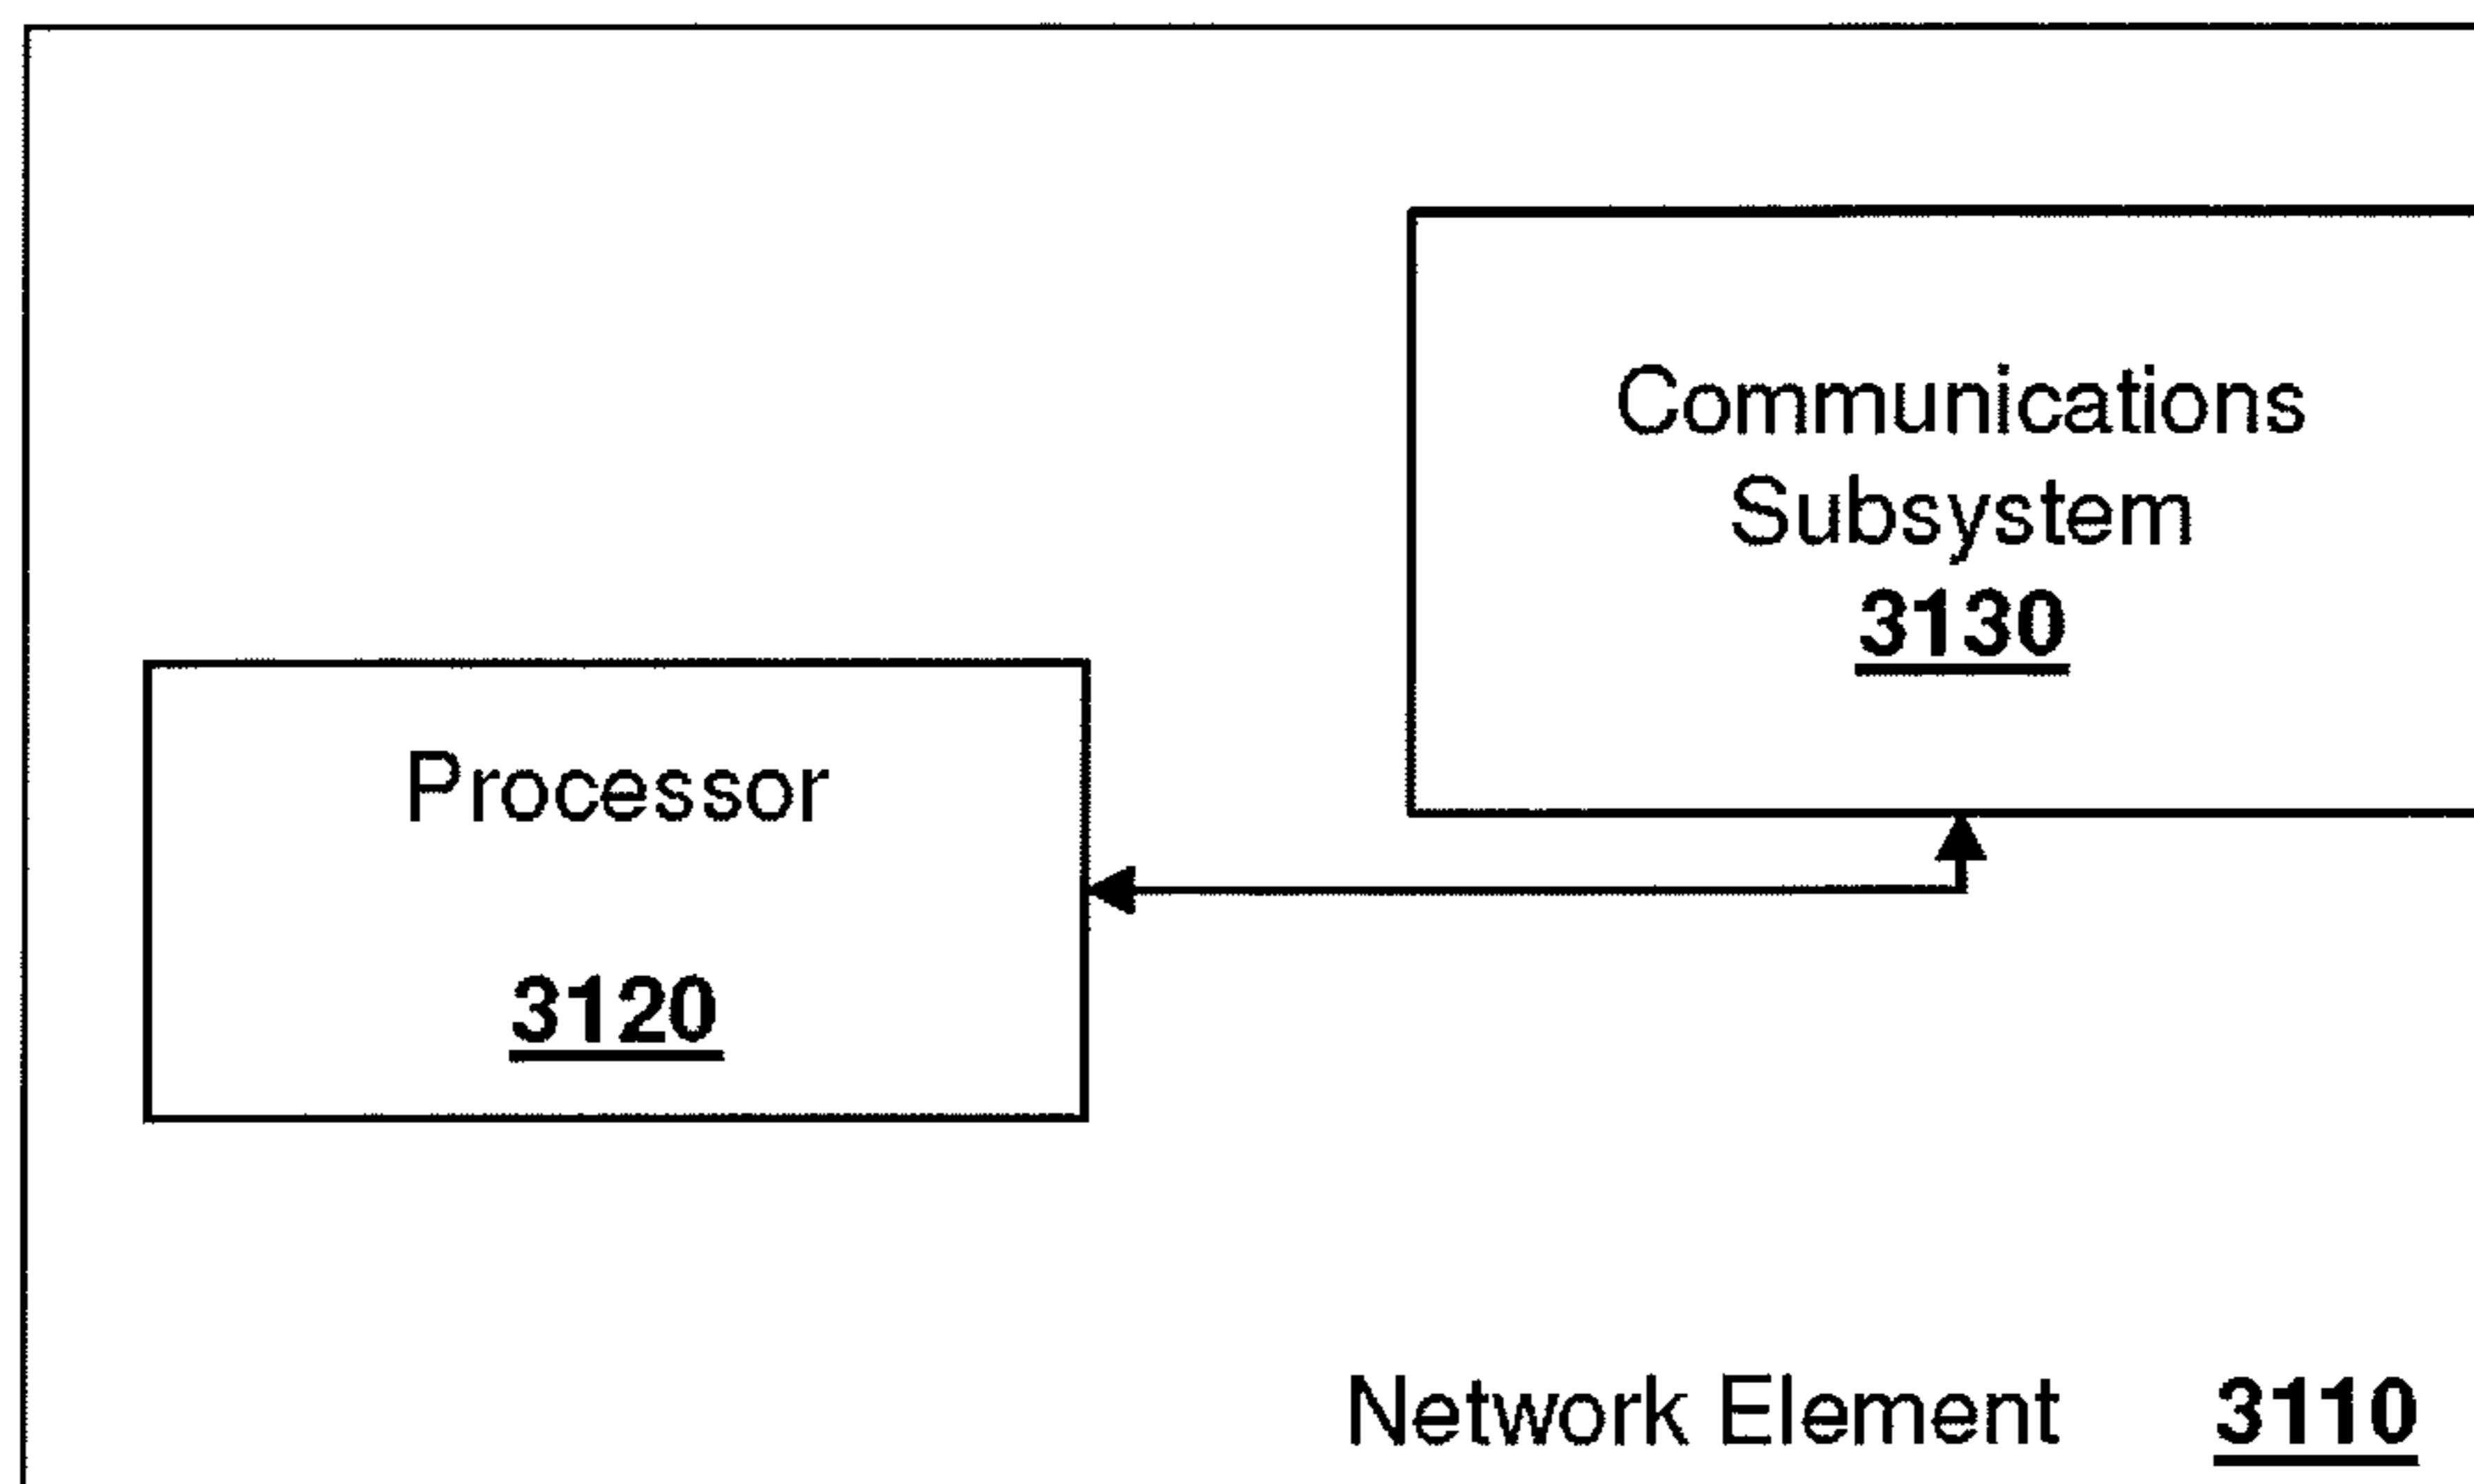 Communications
Subsystem
3130
Processor
3120
Network Element 3110